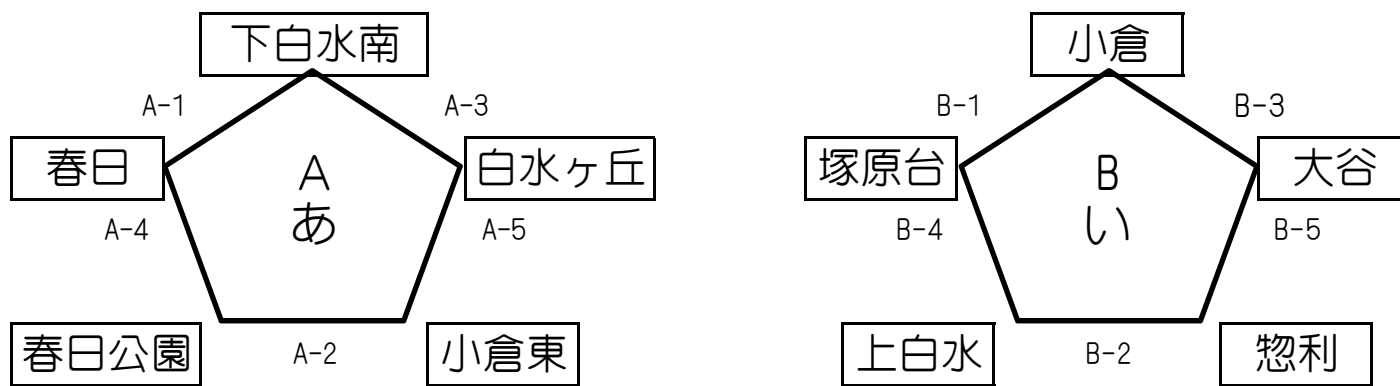 下白水南
小倉
A-1
A-3
B-1
B-3
春日
A
あ
白水ヶ丘
塚原台
B
い
大谷
A-4
A-5
B-4
B-5
春日公園
A-2
小倉東
上白水
B-2
惣利